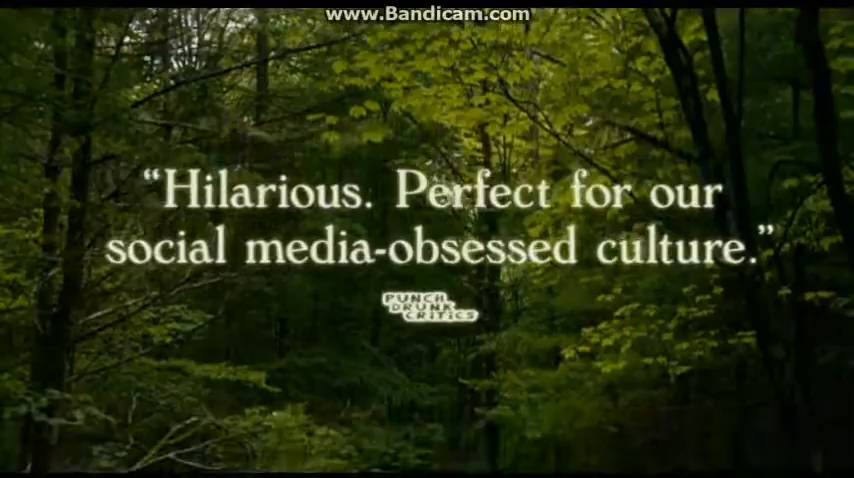 www.Bandicam.com
“Hilarious. Perfect for our
social media-obsessed culture.”
PUNCH
DRUNK
CRITICS